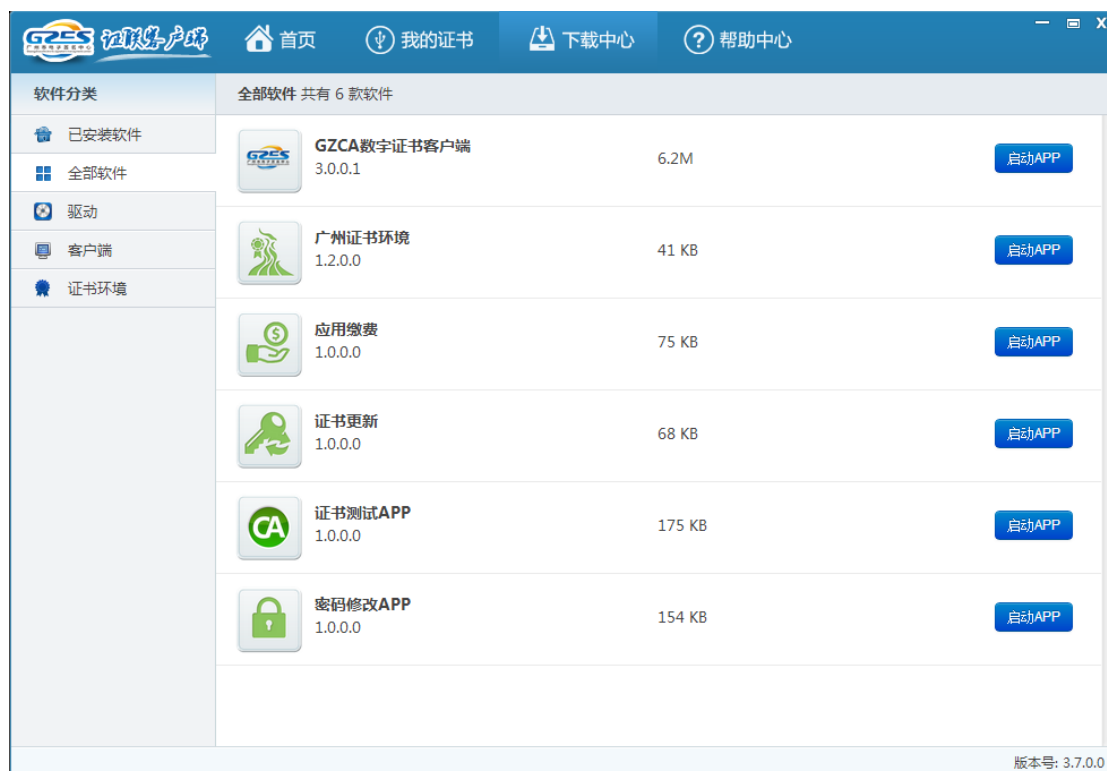 GZES 证联客户端 首页 我的证书 下载中心 帮助中心
软件分类
全部软件 共有 6 款软件
已安装软件
全部软件
驱动
客户端
证书环境
GZES
GZCA数字证书客户端
3.0.0.1
6.2M
启动APP
广州证书环境
1.2.0.0
41 KB
启动APP
应用缴费
1.0.0.0
75 KB
启动APP
证书更新
1.0.0.0
68 KB
启动APP
CA
证书测试APP
1.0.0.0
175 KB
启动APP
密码修改APP
1.0.0.0
154 KB
启动APP
版本号: 3.7.0.0